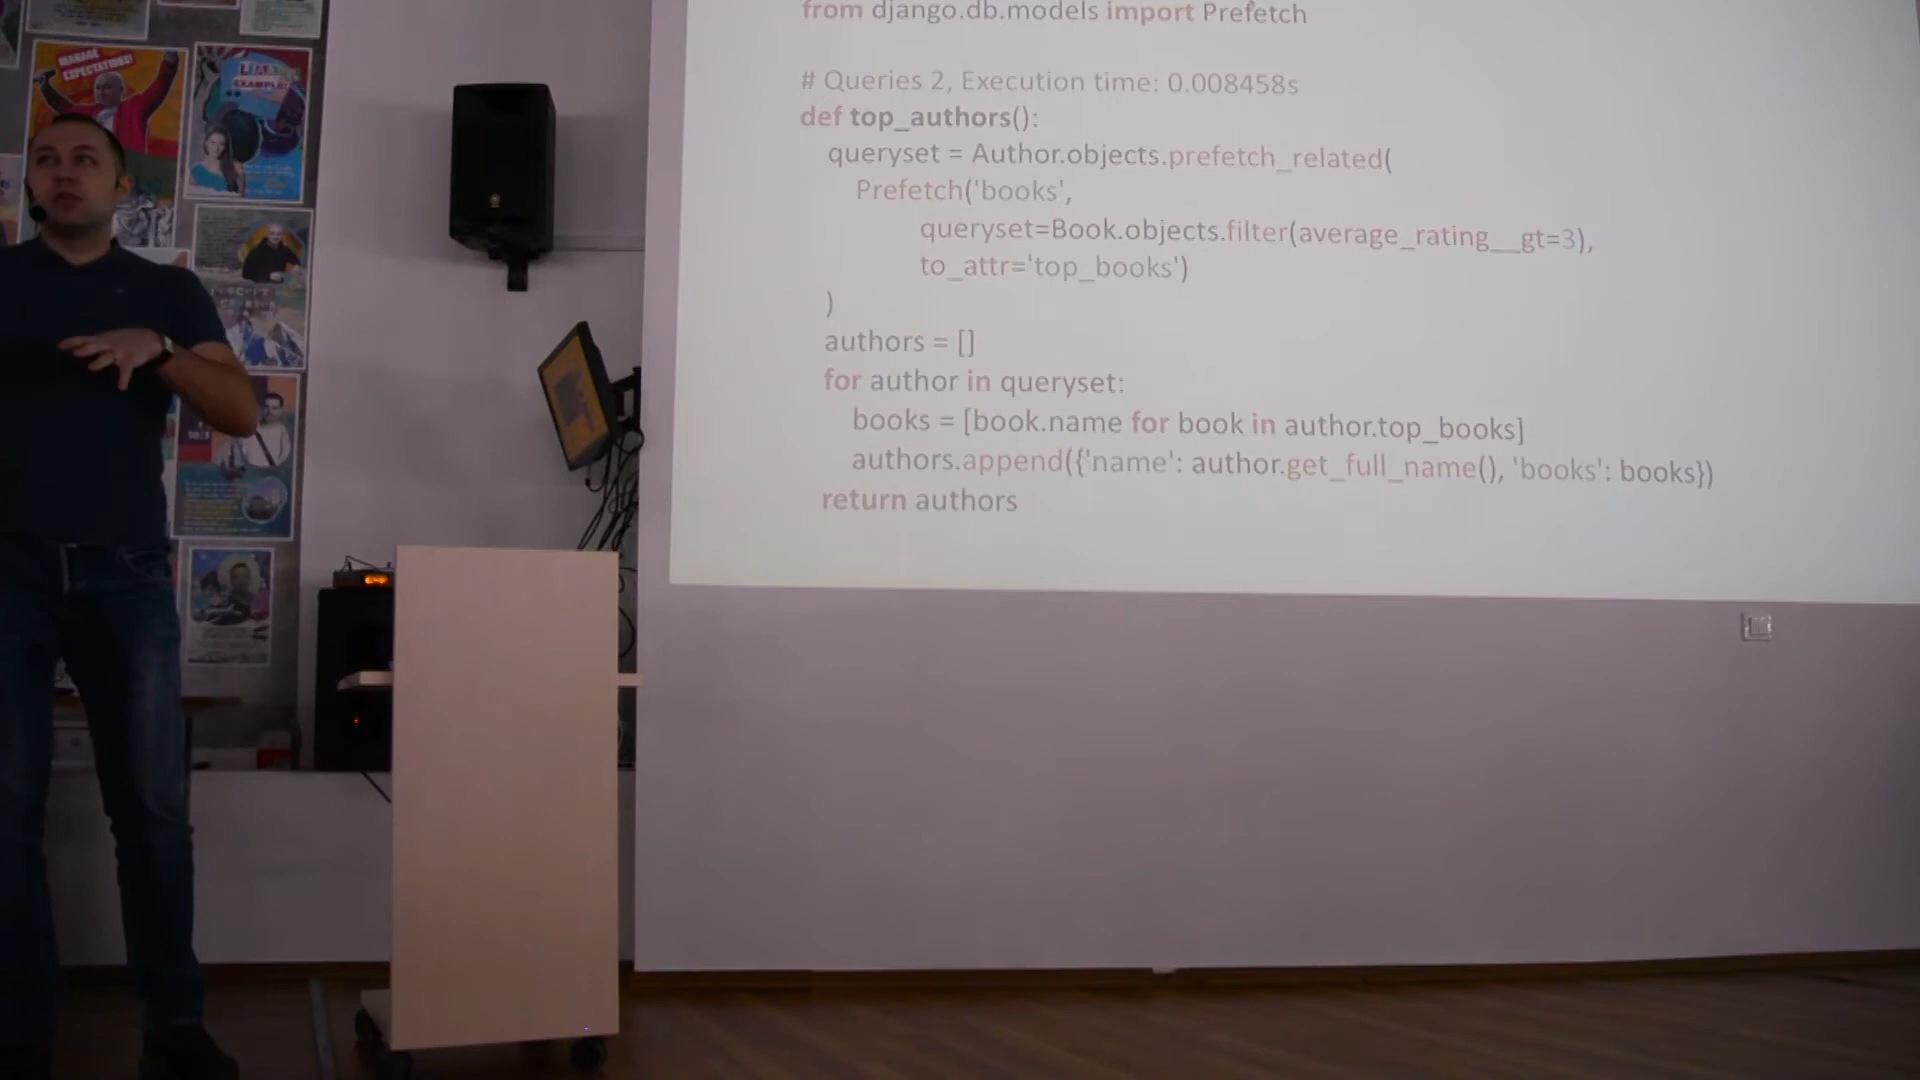 MANAGE
EXPECTATIONS!
from django.db.models import Prefetch
# Queries 2, Execution time: 0.008458s
def top_authors():
queryset = Author.objects.prefetch_related(
Prefetch('books',
queryset=Book.objects.filter(average_rating__gt=3),
to_attr='top_books')
)
authors = []
for author in queryset:
books = [book.name for book in author.top_books]
authors.append({'name': author.get_full_name(), 'books': books})
return authors